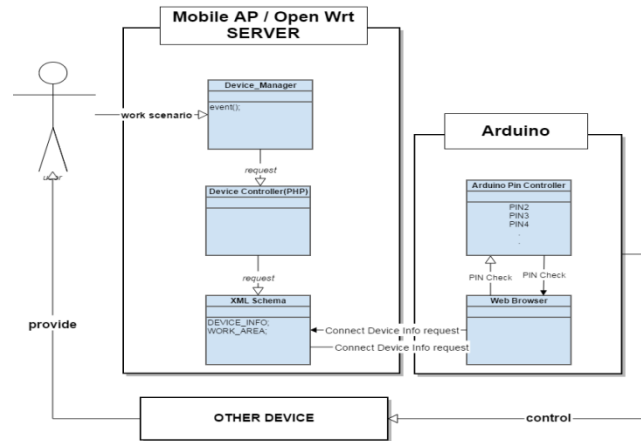 Mobile AP / Open Wrt
SERVER
Device_Manager
event();
work scenario
request
Device Controller(PHP)
request
XML Schema
DEVICE_INFO;
WORK_AREA;
user
Arduino
Arduino Pin Controller
PIN2
PIN3
PIN4
.
.
PIN Check
PIN Check
Web Browser
Connect Device Info request
Connect Device Info request
provide
OTHER DEVICE
control